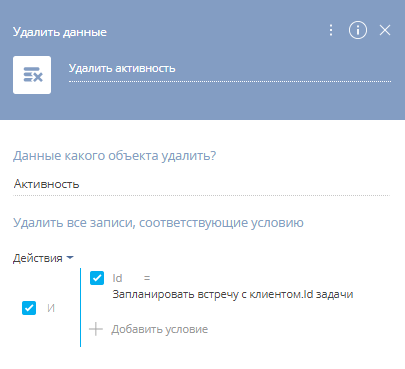 Удалить данные
Удалить активность
Данные какого объекта удалить?
Активность
Удалить все записи, соответствующие условию
Действия
Id =
Запланировать встречу с клиентом.Id задачи
И
Добавить условие